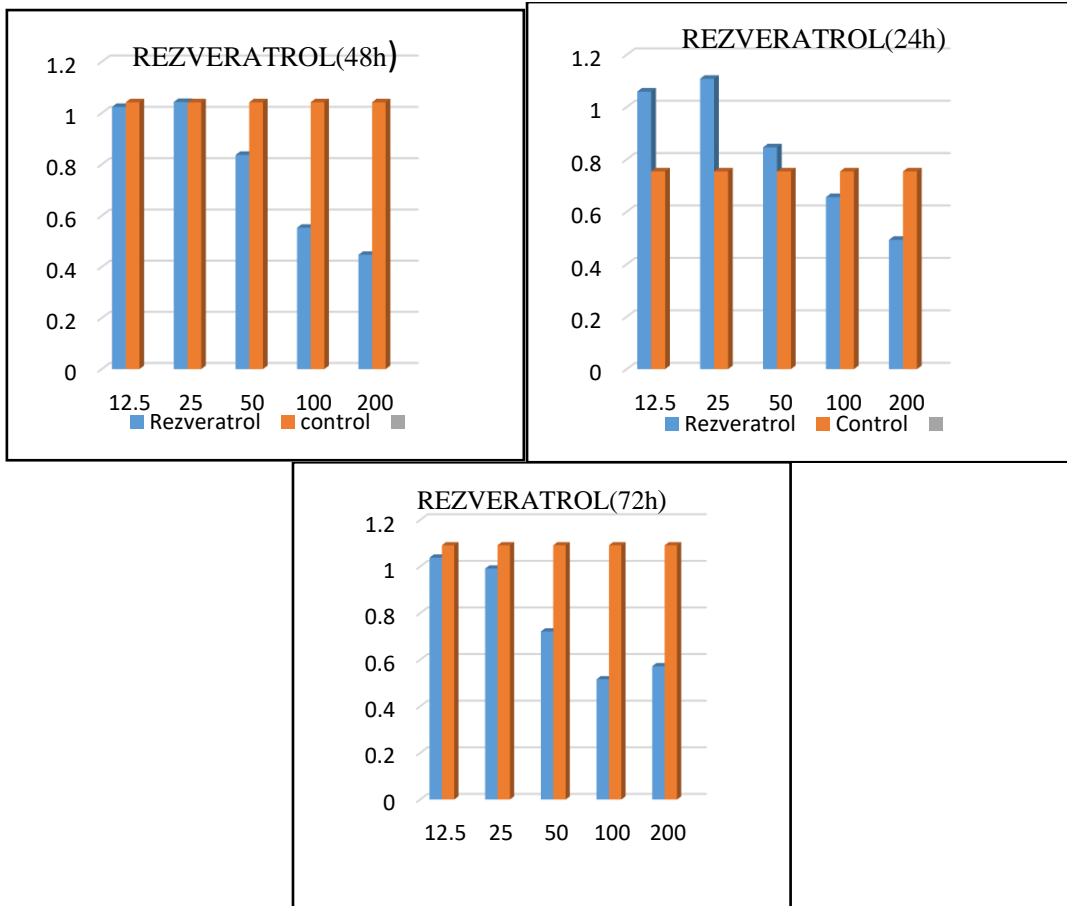 REZVERATROL(48h)
1.2
1
0.8
0.6
0.4
0.2
0
12.5 25 50 100 200
Rezveratrol control
REZVERATROL(24h)
1.2
1
0.8
0.6
0.4
0.2
0
12.5 25 50 100 200
Rezveratrol Control
REZVERATROL(72h)
1.2
1
0.8
0.6
0.4
0.2
0
12.5 25 50 100 200